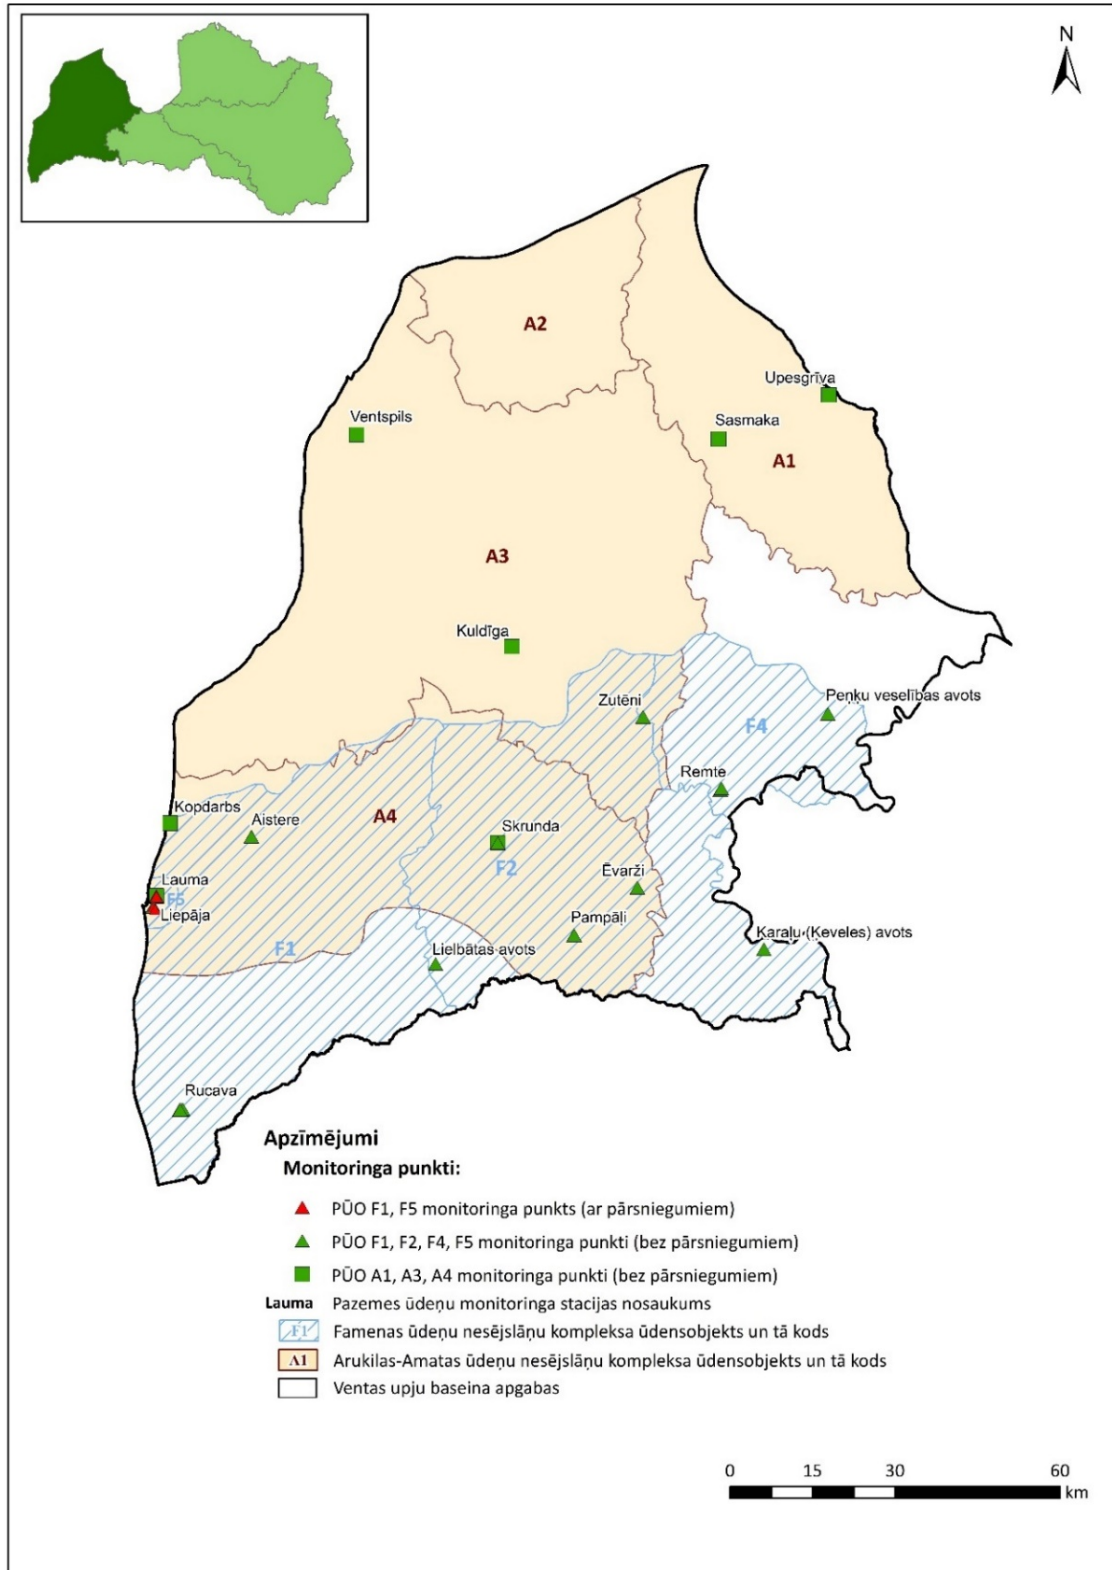 N
A2
Upesgrīva
Ventspils
Sasmaka
A1
A3
Kuldīga
Zutēni
Peņķu veselības avots
F4
Remte
Kopdarbs
Aistere
A4
Skrunda
F2
Lauma
F5
Liepāja
Ēvarži
Pampāļi
F1
Lielbātas avots
Karaļu (Ķeveles) avots
Rucava
Apzīmējumi
Monitoringa punkti:
PŪO F1, F5 monitoringa punkts (ar pārsniegumiem)
PŪO F1, F2, F4, F5 monitoringa punkti (bez pārsniegumiem)
PŪO A1, A3, A4 monitoringa punkti (bez pārsniegumiem)
Lauma Pazemes ūdeņu monitoringa stacijas nosaukums
F1 Famenas ūdeņu nesējslāņu kompleksa ūdensobjekts un tā kods
A1 Arukilas-Amatas ūdeņu nesējslāņu kompleksa ūdensobjekts un tā kods
Ventas upju baseina apgabas
0 15 30 60
km